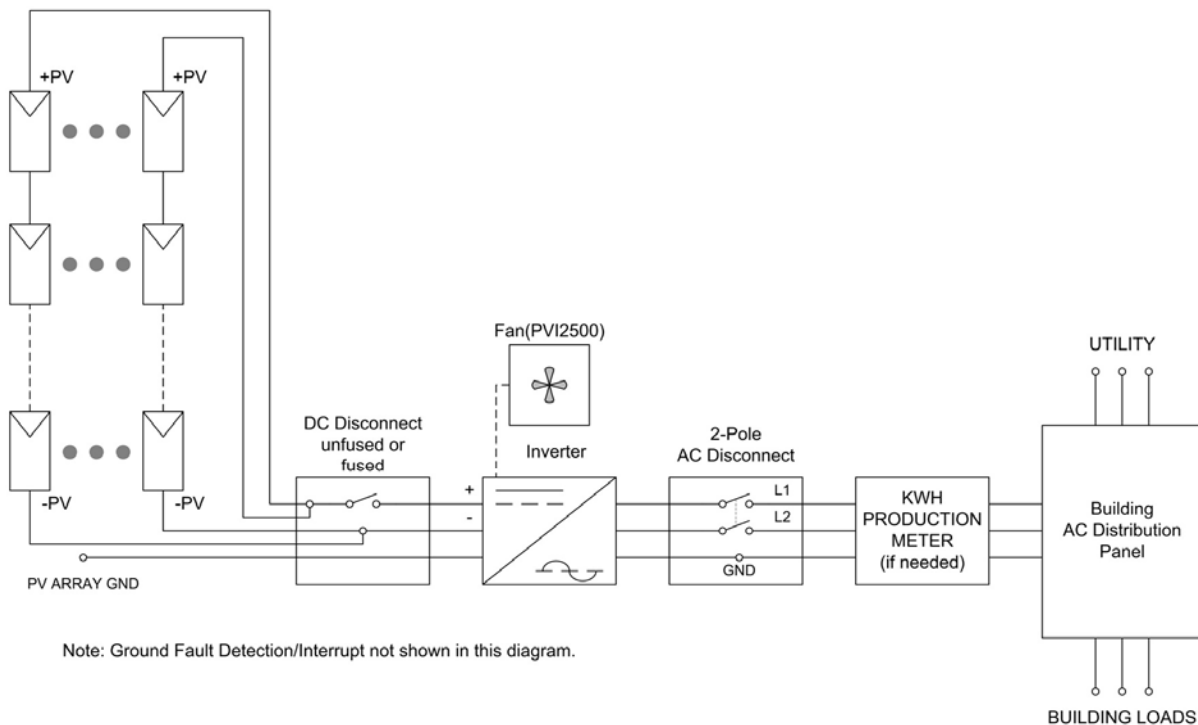 +PV
+PV
Fan(PVI2500)
UTILITY
DC Disconnect
unfused or
fused
Inverter
2-Pole
AC Disconnect
-PV
-PV
+
-
L1
L2
GND
KWH
PRODUCTION
METER
(if needed)
Building
AC Distribution
Panel
PV ARRAY GND
Note: Ground Fault Detection/Interrupt not shown in this diagram.
BUILDING LOADS